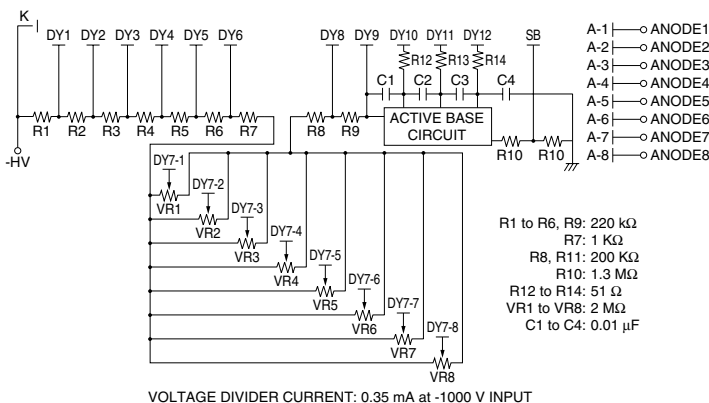 K
DY1 DY2 DY3 DY4 DY5 DY6 DY8 DY9 DY10 DY11 DY12 SB
R12 R13 R14
C1 C2 C3 C4
R1 R2 R3 R4 R5 R6 R7 R8 R9
ACTIVE BASE
CIRCUIT
R10 R10
-HV
A-1 ANODE1
A-2 ANODE2
A-3 ANODE3
A-4 ANODE4
A-5 ANODE5
A-6 ANODE6
A-7 ANODE7
A-8 ANODE8
DY7-1
VR1
DY7-2
VR2
DY7-3
VR3
DY7-4
VR4
DY7-5
VR5
DY7-6
VR6
DY7-7
VR7
DY7-8
VR8
R1 to R6, R9: 220 kΩ
R7: 1 KΩ
R8, R11: 200 KΩ
R10: 1.3 MΩ
R12 to R14: 51 Ω
VR1 to VR8: 2 MΩ
C1 to C4: 0.01 µF
VOLTAGE DIVIDER CURRENT: 0.35 mA at -1000 V INPUT